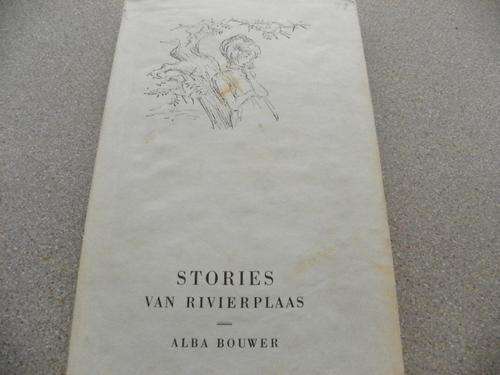 STORIES
VAN RIVIERPLAAS
ALBA BOUWER